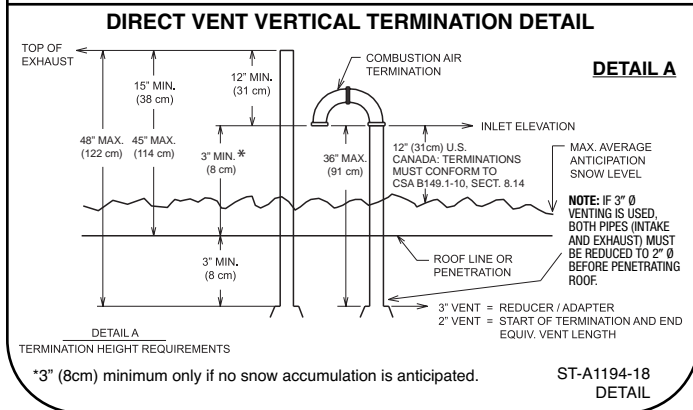 DIRECT VENT VERTICAL TERMINATION DETAIL
TOP OF
EXHAUST
15" MIN.
(38 cm)
12" MIN.
(31 cm)
COMBUSTION AIR
TERMINATION
DETAIL A
INLET ELEVATION
48" MAX.
(122 cm)
45" MAX.
(114 cm)
3" MIN. *
(8 cm)
36" MAX.
(91 cm)
12" (31cm) U.S.
CANADA: TERMINATIONS
MUST CONFORM TO
CSA B149.1-10, SECT. 8.14
MAX. AVERAGE
ANTICIPATION
SNOW LEVEL
NOTE: IF 3" Ø
VENTING IS USED,
BOTH PIPES (INTAKE
AND EXHAUST) MUST
BE REDUCED TO 2" Ø
BEFORE PENETRATING
ROOF.
3" MIN.
(8 cm)
ROOF LINE OR
PENETRATION
3" VENT = REDUCER / ADAPTER
2" VENT = START OF TERMINATION AND END
EQUIV. VENT LENGTH
DETAIL A
TERMINATION HEIGHT REQUIREMENTS
*3" (8cm) minimum only if no snow accumulation is anticipated.
ST-A1194-18
DETAIL